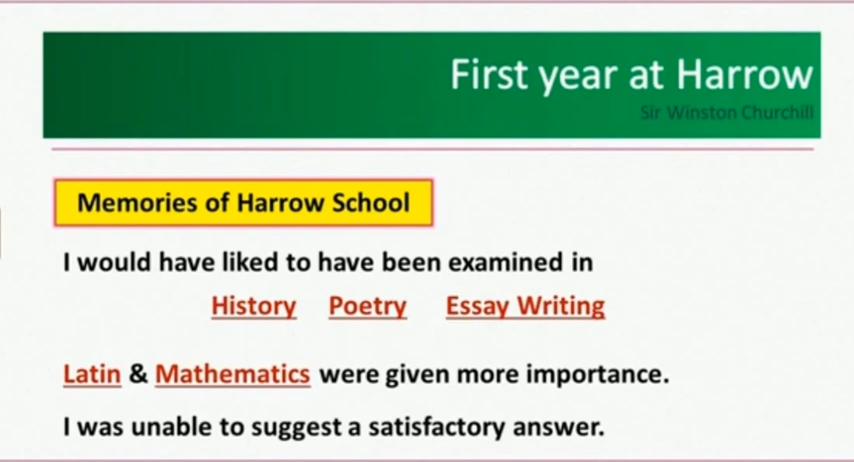 First year at Harrow
Sir Winston Churchill
Memories of Harrow School
I would have liked to have been examined in
History Poetry Essay Writing
Latin & Mathematics were given more importance.
I was unable to suggest a satisfactory answer.